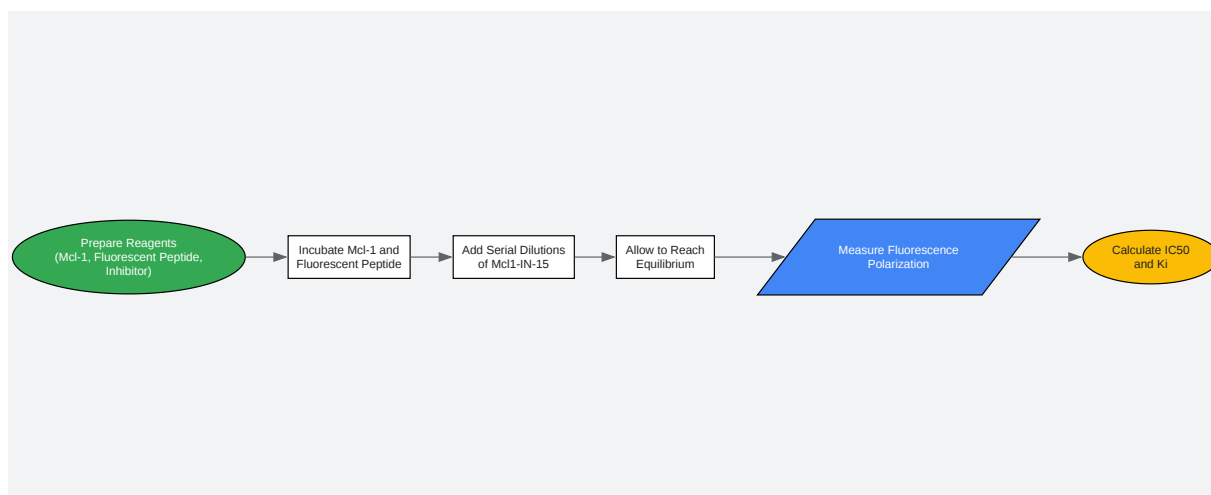 Prepare Reagents
(Mcl-1, Fluorescent Peptide,
Inhibitor)
Incubate Mcl-1 and
Fluorescent Peptide
Add Serial Dilutions
of Mcl1-IN-15
Allow to Reach
Equilibrium
Measure Fluorescence
Polarization
Calculate IC50
and Ki